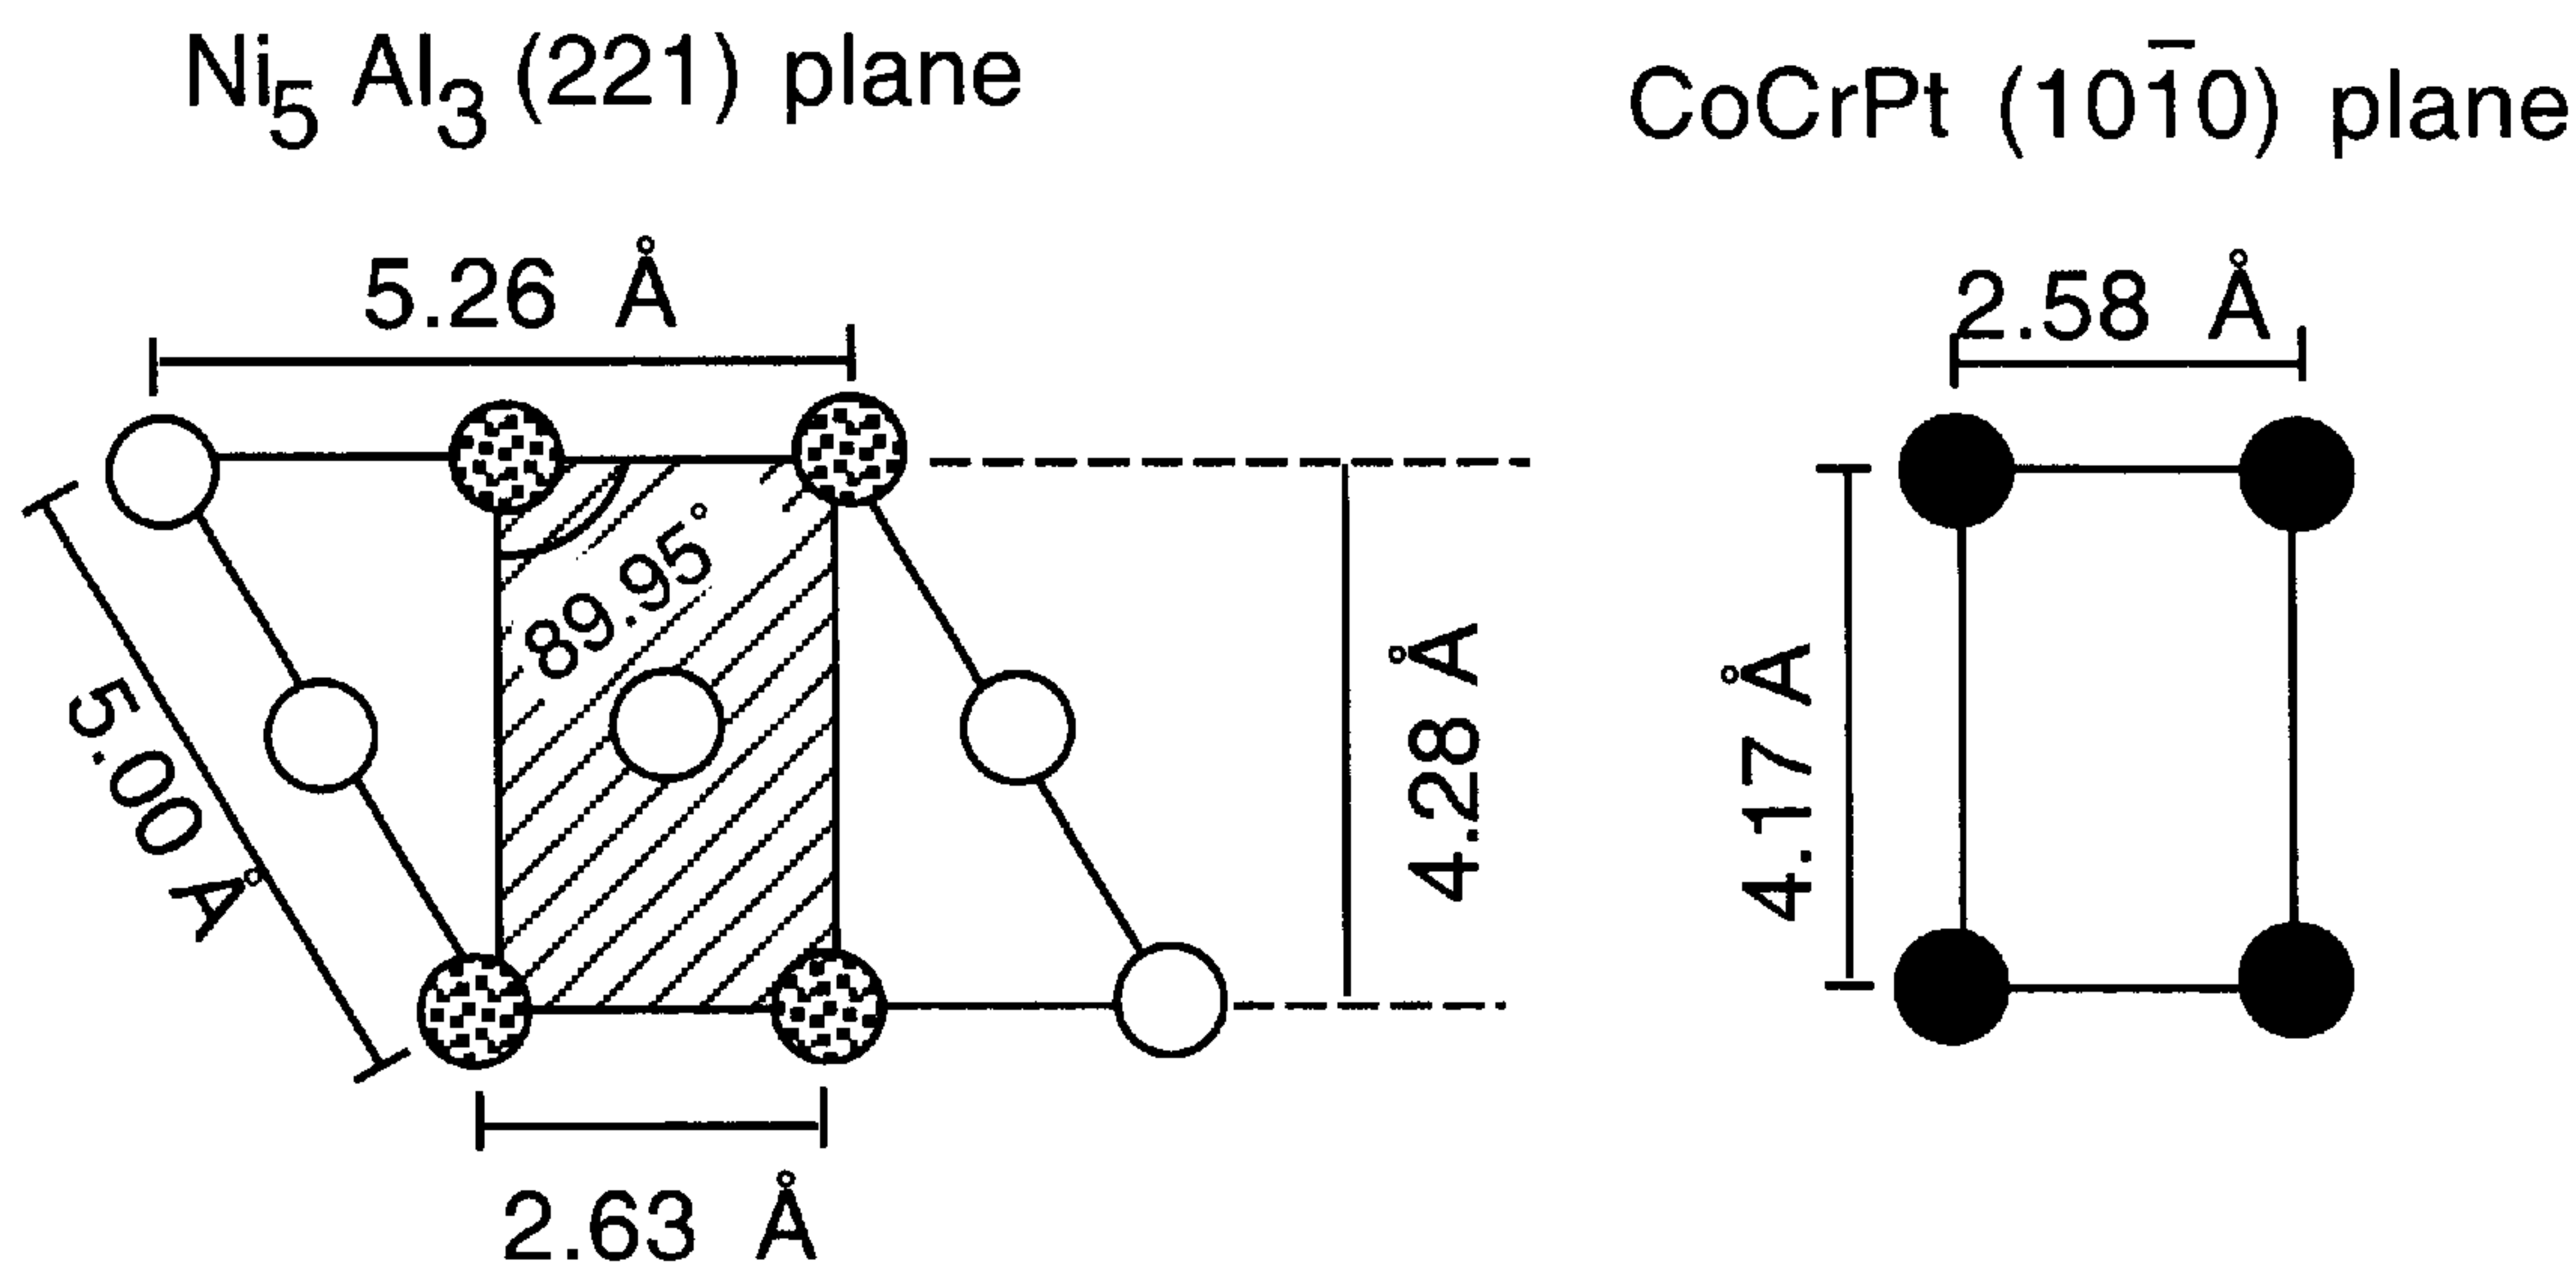 Ni5 Al3 (221) plane
CoCrPt (101̅0) plane
5.26 Å
2.58 Å
89.95°
5.00 Å
4.28 Å
4.17 Å
2.63 Å